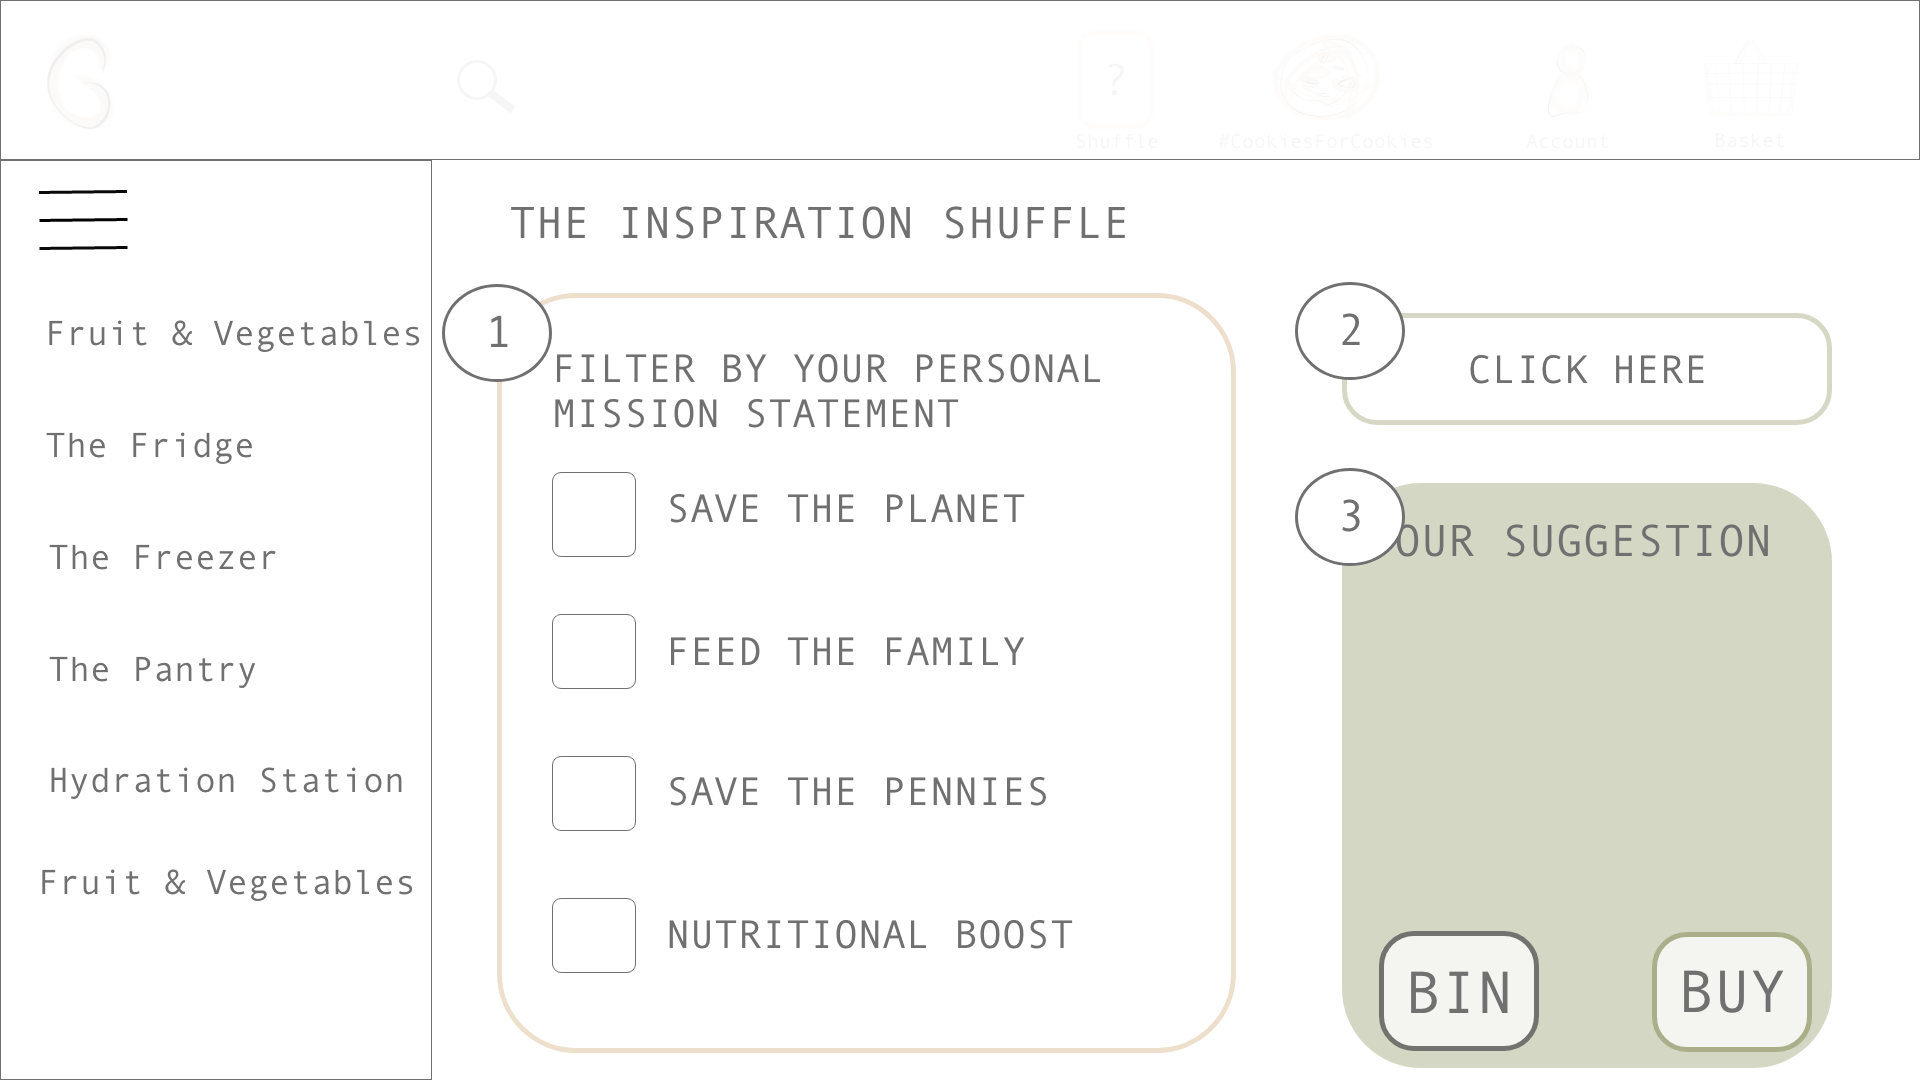 ?
Shuffle
#CookiesForCookies
Account
Basket
Fruit & Vegetables
The Fridge
The Freezer
The Pantry
Hydration Station
Fruit & Vegetables
THE INSPIRATION SHUFFLE
1
FILTER BY YOUR PERSONAL
MISSION STATEMENT
SAVE THE PLANET
FEED THE FAMILY
SAVE THE PENNIES
NUTRITIONAL BOOST
2
CLICK HERE
3
OUR SUGGESTION
BIN
BUY